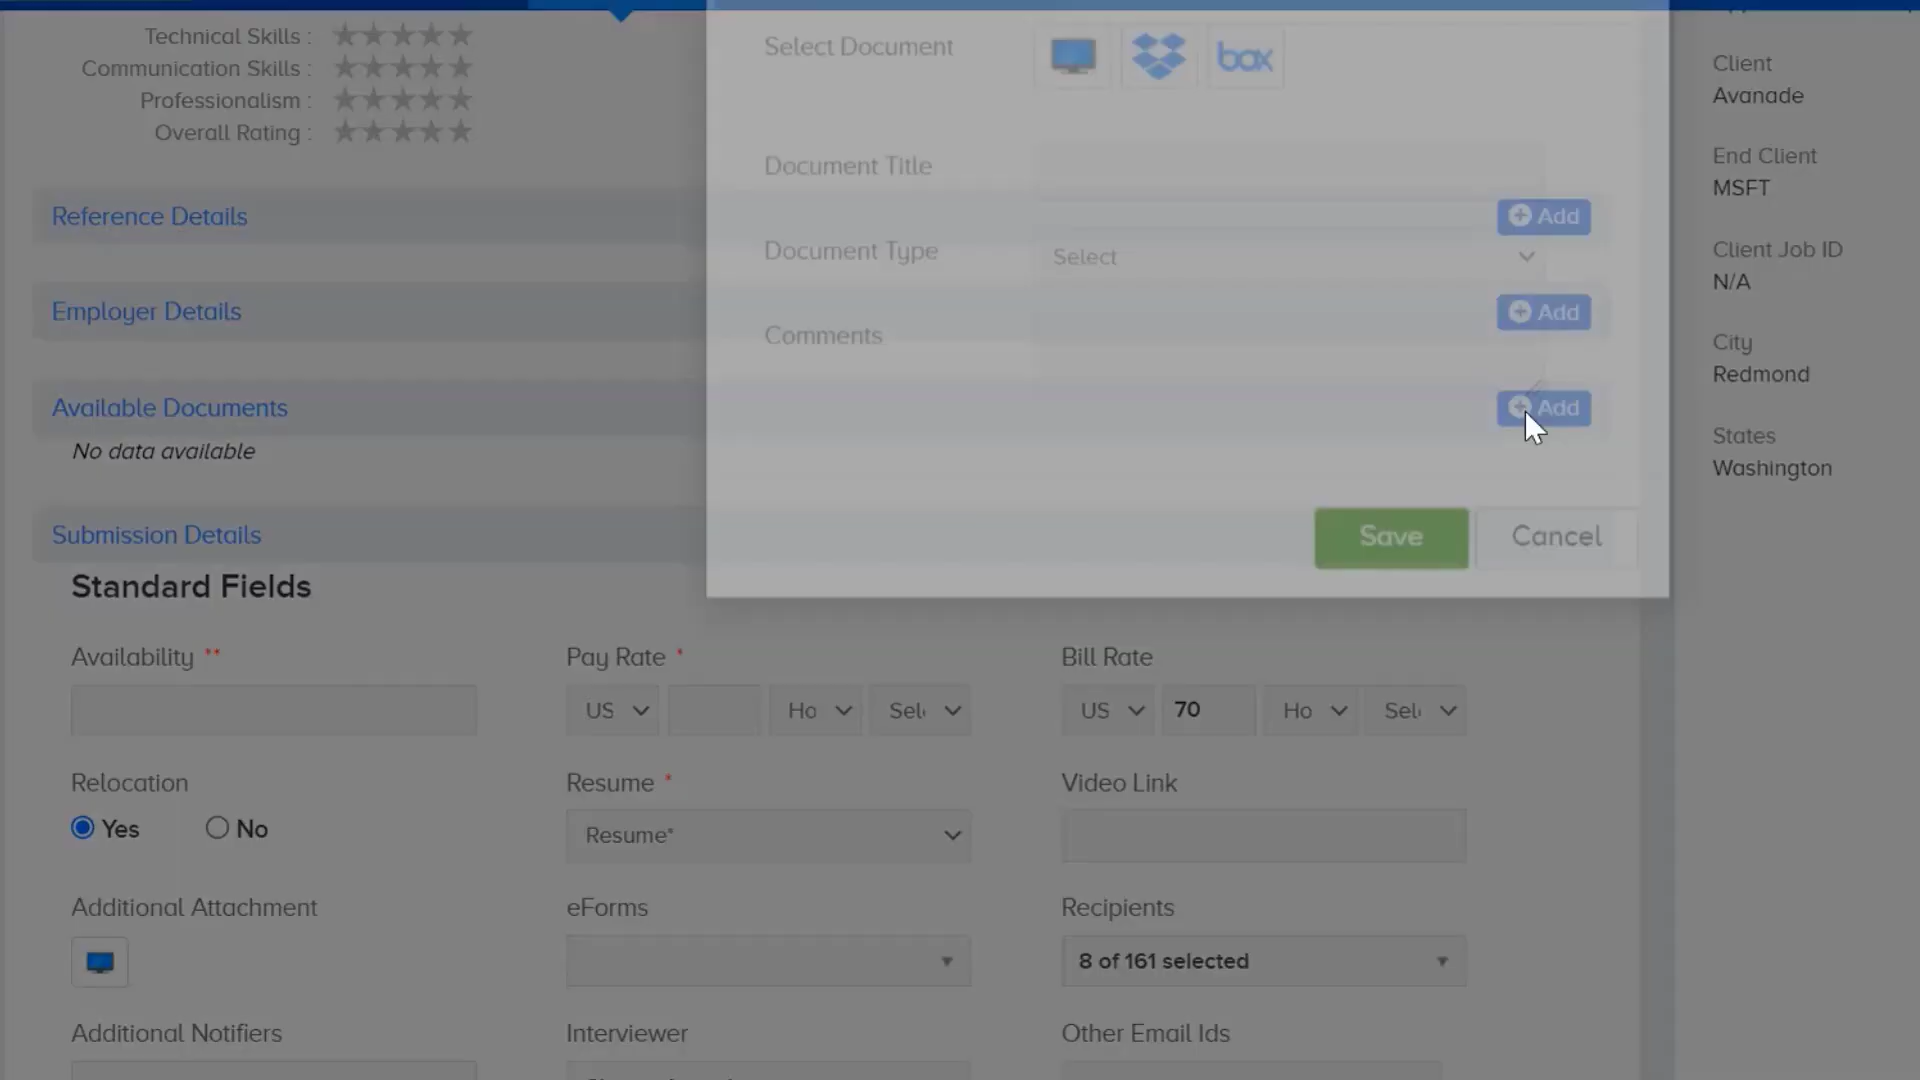 Technical Skills :
Communication Skills :
Professionalism :
Overall Rating :
Reference Details
Employer Details
Available Documents
No data available
Submission Details
Select Document
box
Document Title
Add
Document Type
Select
Add
Comments
Add
Save
Cancel
Client
Avanade
End Client
MSFT
Client Job ID
N/A
City
Redmond
States
Washington
Standard Fields
Availability **
Pay Rate *
US
Ho
Sel
Bill Rate
US
70
Ho
Sel
Relocation
Yes
No
Resume *
Resume*
Video Link
Additional Attachment
eForms
Recipients
8 of 161 selected
Additional Notifiers
Interviewer
Other Email Ids